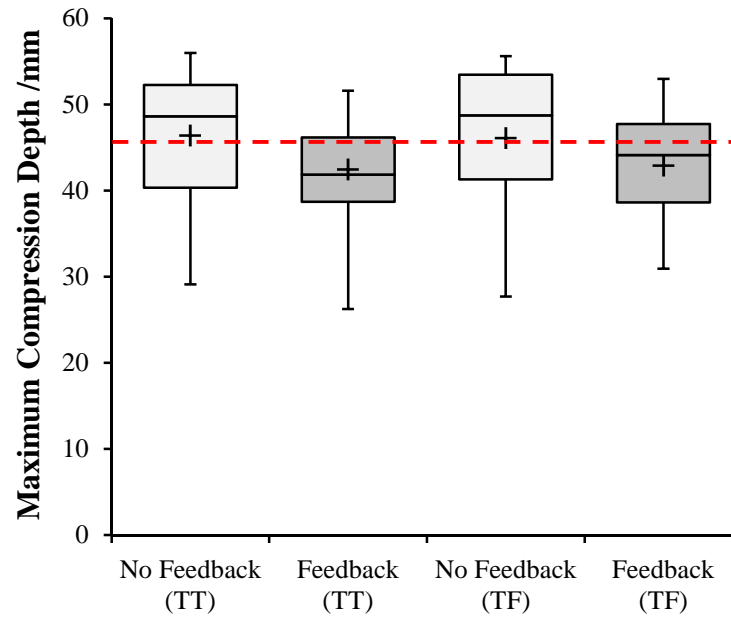 Maximum Compression Depth /mm
60
50
40
30
20
10
0
No Feedback
(TT)
Feedback
(TT)
No Feedback
(TF)
Feedback
(TF)